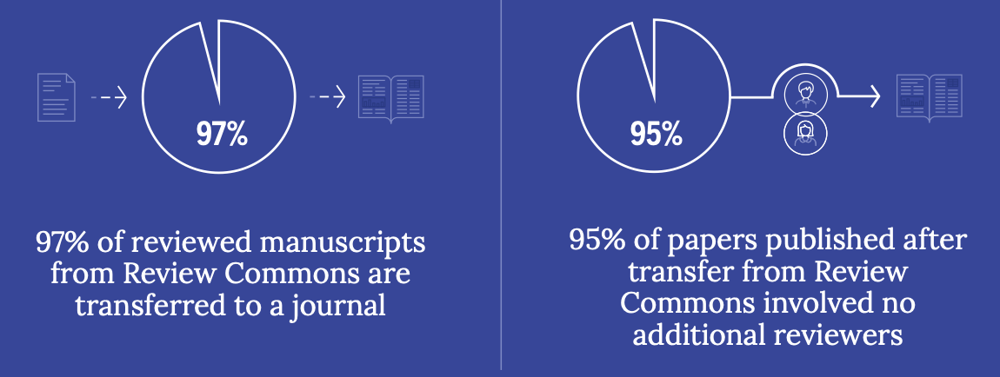 97%
97% of reviewed manuscripts
from Review Commons are
transferred to a journal
95%
95% of papers published after
transfer from Review
Commons involved no
additional reviewers